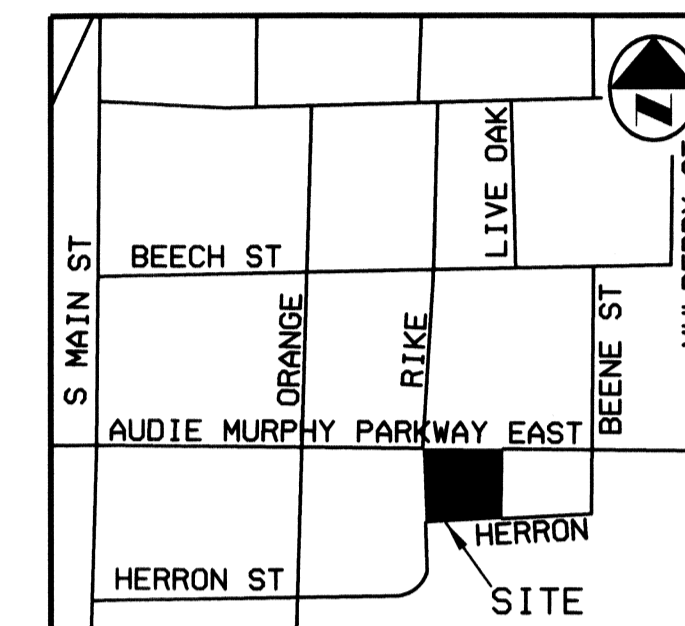 LIVE OAK
BEECH ST
S MAIN ST
ORANGE
RIKE
BEENE ST
AUDIE MURPHY PARKWAY EAST
HERRON
HERRON ST
SITE